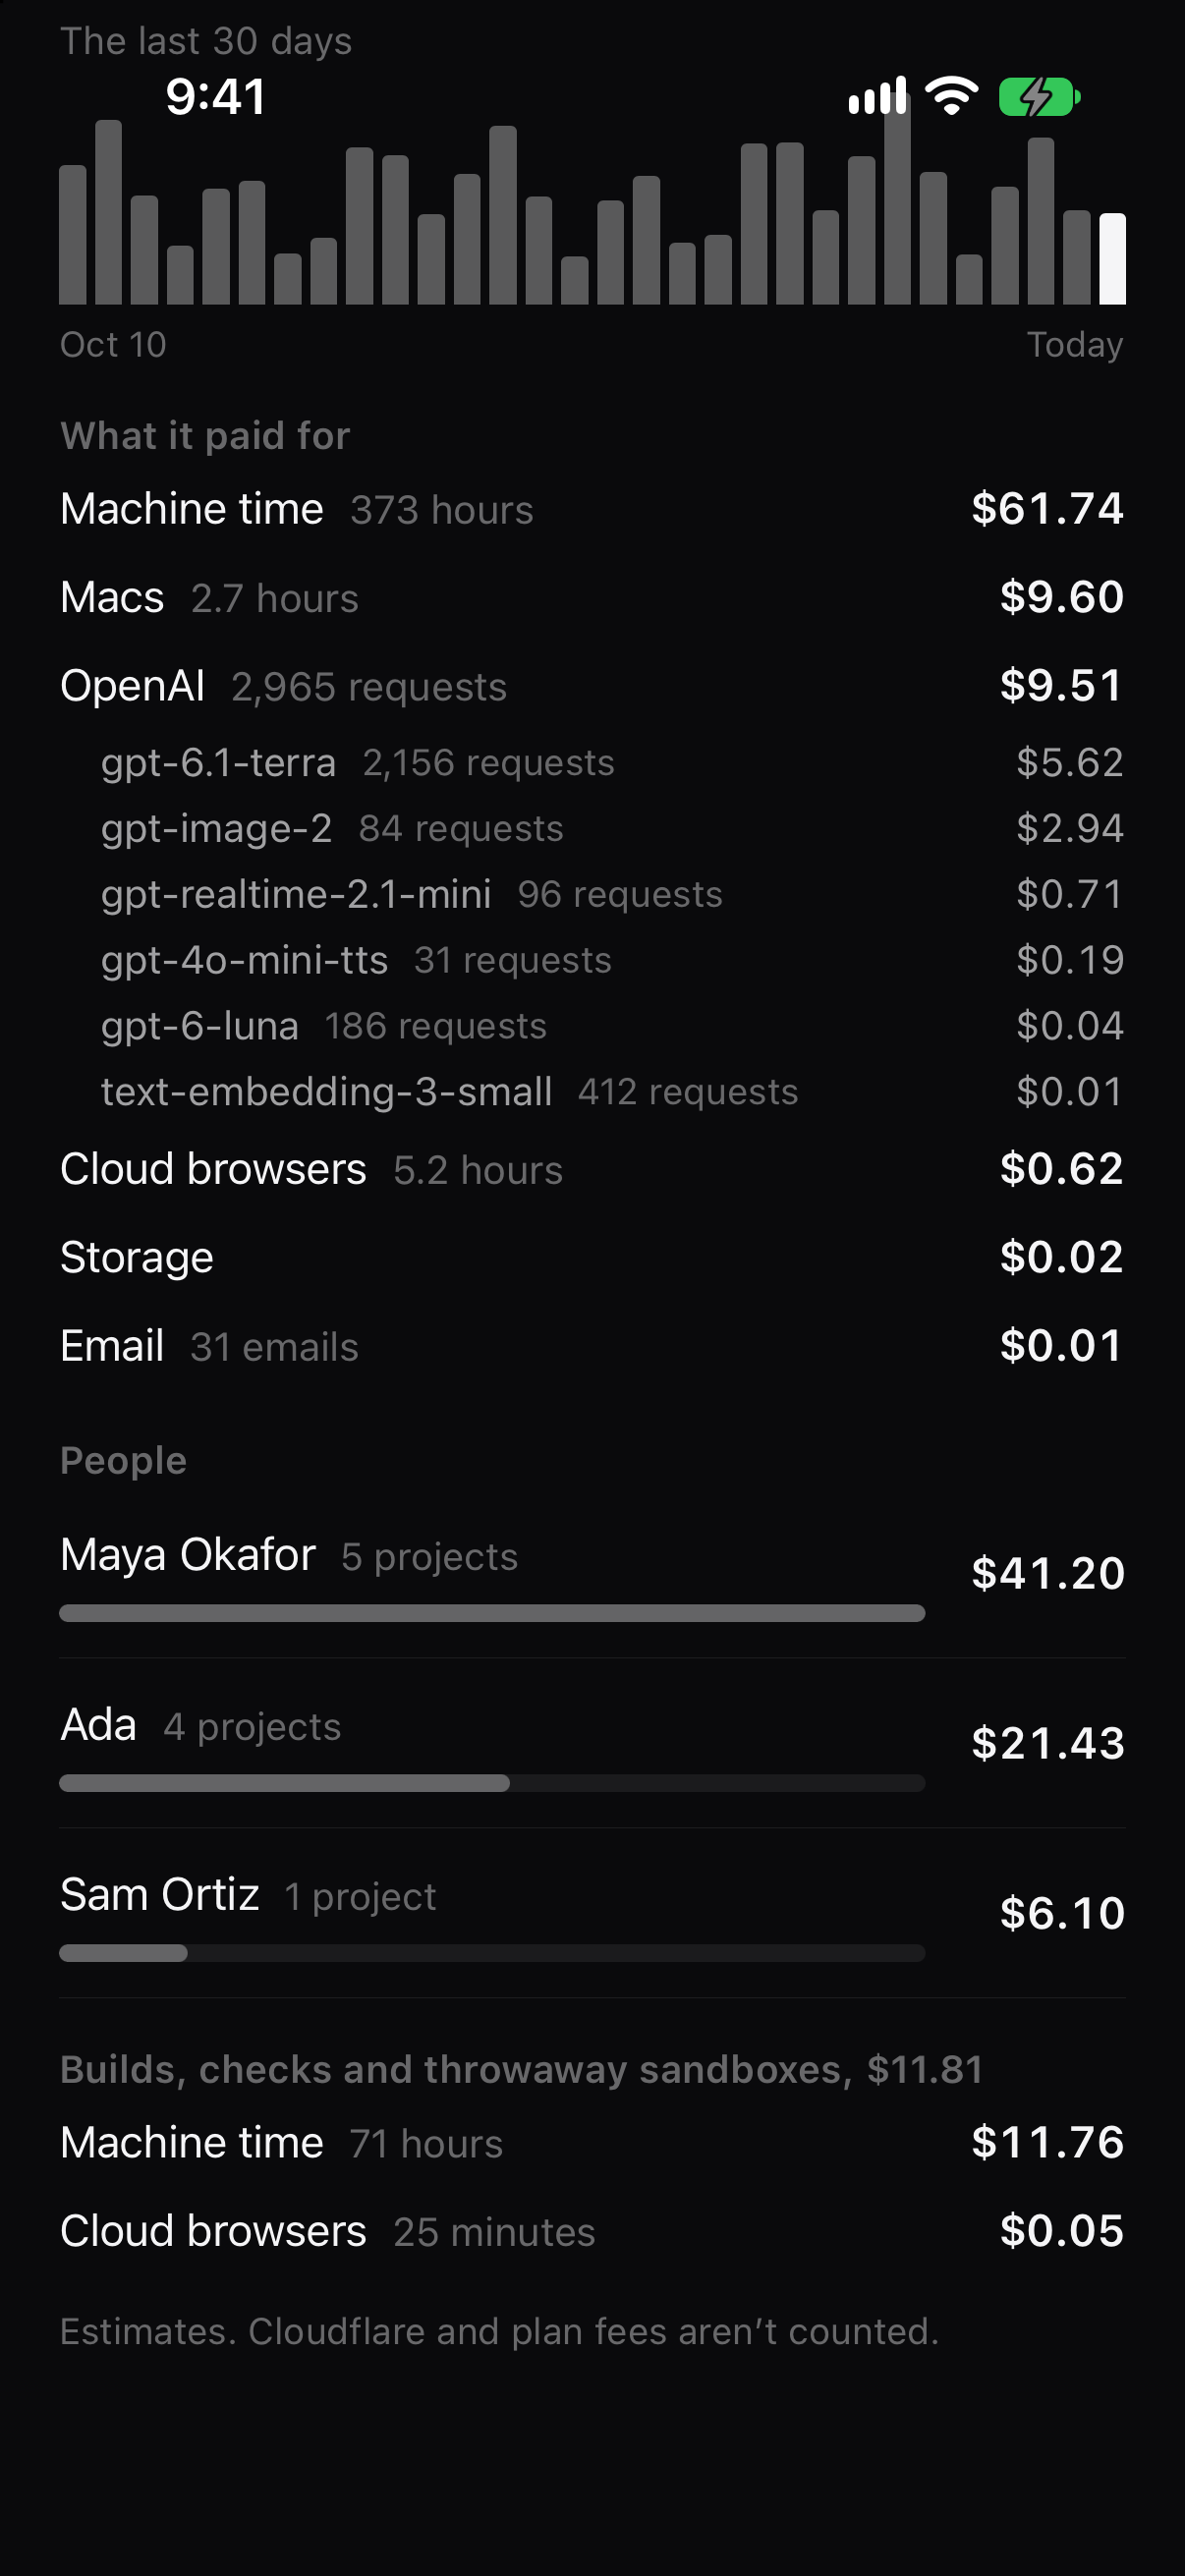 The last 30 days
9:41
Oct 10 Today
What it paid for
Machine time 373 hours $61.74
Macs 2.7 hours $9.60
OpenAI 2,965 requests $9.51
gpt-6.1-terra 2,156 requests $5.62
gpt-image-2 84 requests $2.94
gpt-realtime-2.1-mini 96 requests $0.71
gpt-4o-mini-tts 31 requests $0.19
gpt-6-luna 186 requests $0.04
text-embedding-3-small 412 requests $0.01
Cloud browsers 5.2 hours $0.62
Storage $0.02
Email 31 emails $0.01
People
Maya Okafor 5 projects $41.20
Ada 4 projects $21.43
Sam Ortiz 1 project $6.10
Builds, checks and throwaway sandboxes, $11.81
Machine time 71 hours $11.76
Cloud browsers 25 minutes $0.05
Estimates. Cloudflare and plan fees aren’t counted.